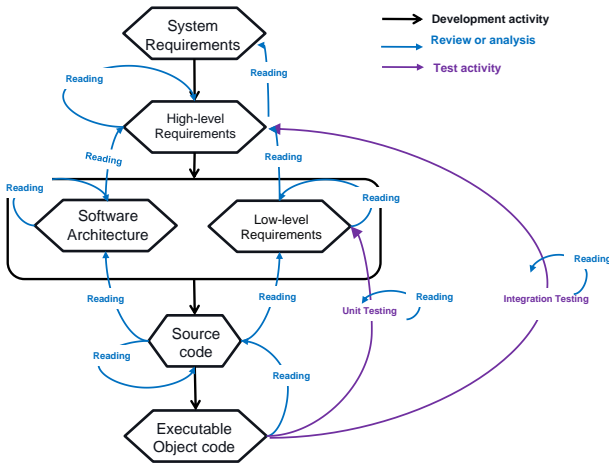 System
Requirements
Development activity
Review or analysis
Test activity
Reading
Reading
High-level
Requirements
Reading
Reading
Reading
Reading
Software
Architecture
Low-level
Requirements
Reading
Reading
Reading
Reading
Reading
Unit Testing
Integration Testing
Source
code
Reading
Reading
Executable
Object code